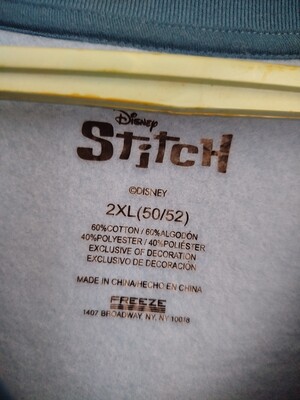 Disney
Stitch
©DISNEY
2XL(50/52)
60%COTTON / 60%ALGODÓN
40%POLYESTER / 40%POLIÉSTER
EXCLUSIVE OF DECORATION
EXCLUSIVO DE DECORACIÓN
MADE IN CHINA/HECHO EN CHINA
FREEZE
1407 BROADWAY, NY, NY 10018